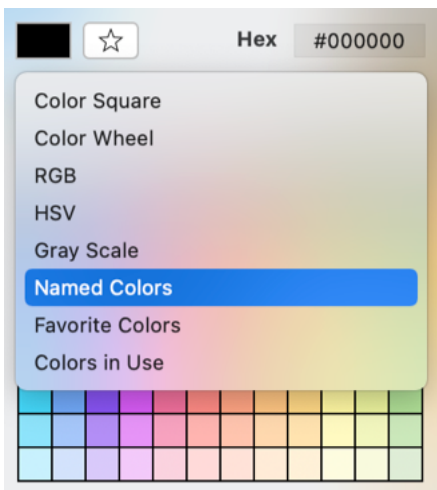 Hex #000000
Color Square
Color Wheel
RGB
HSV
Gray Scale
Named Colors
Favorite Colors
Colors in Use